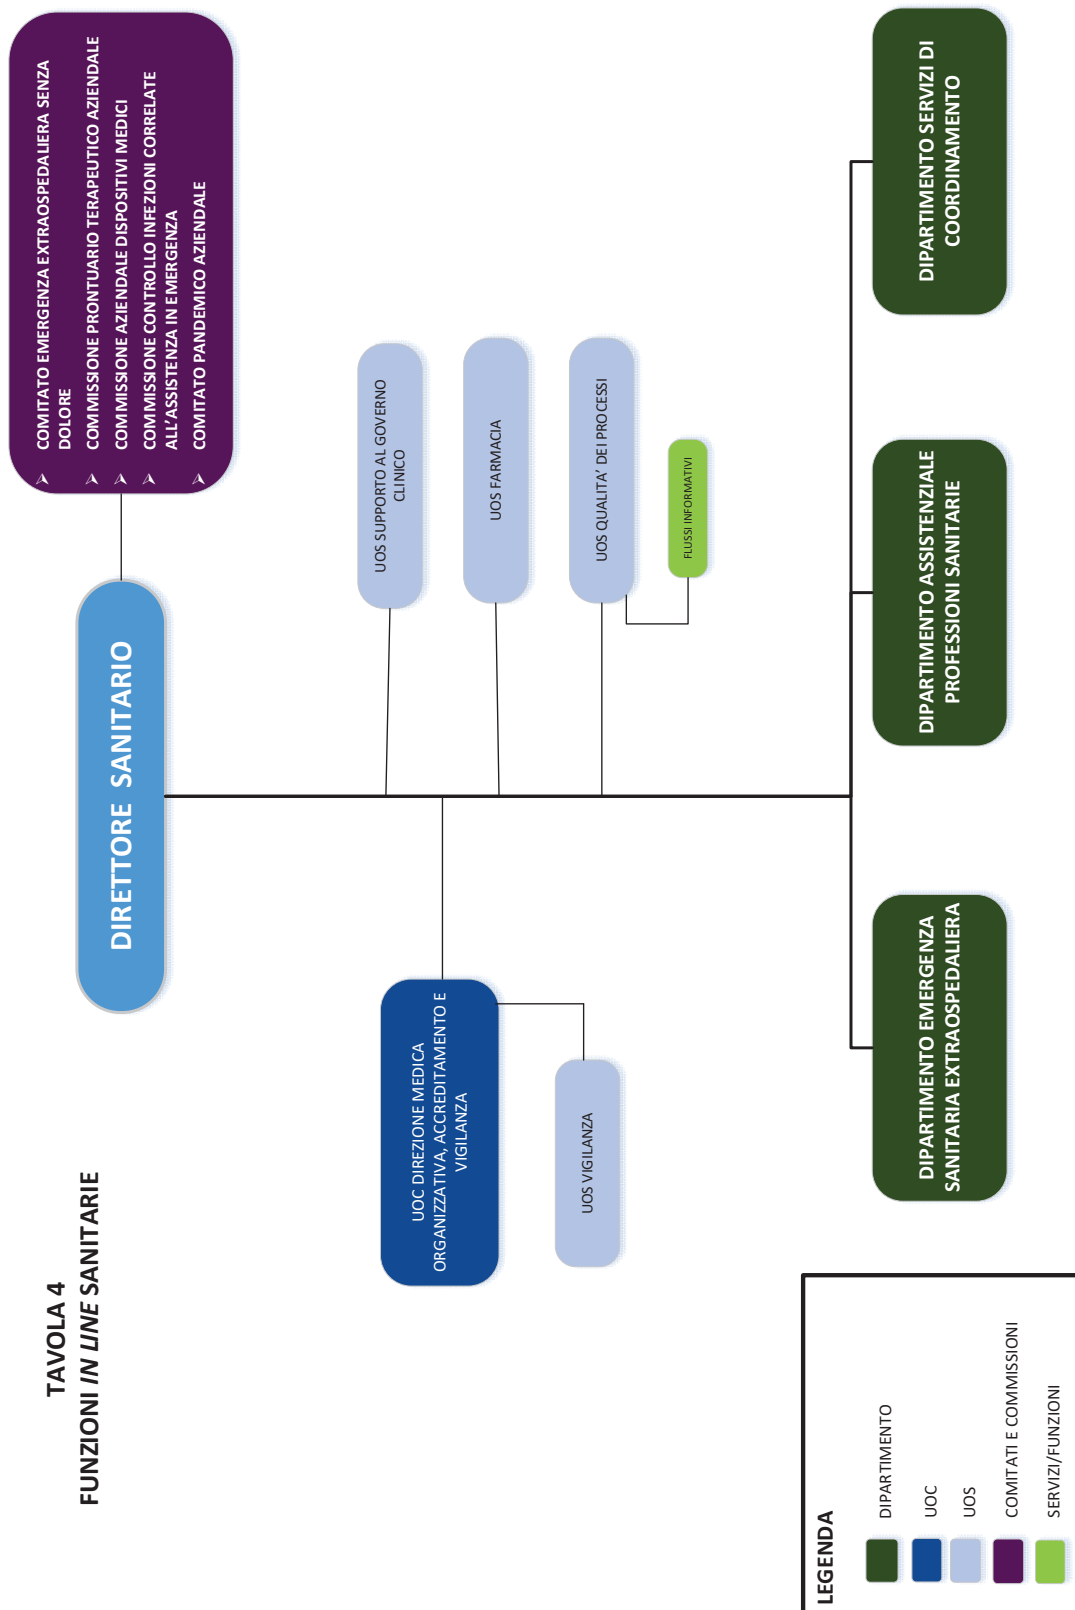 TAVOLA 4
FUNZIONI IN LINE SANITARIE
DIRETTORE SANITARIO
➢ COMITATO EMERGENZA EXTRAOSPEDALIERA SENZA
DOLORE
➢ COMMISSIONE PRONTUARIO TERAPEUTICO AZIENDALE
➢ COMMISSIONE AZIENDALE DISPOSITIVI MEDICI
➢ COMMISSIONE CONTROLLO INFEZIONI CORRELATE
ALL'ASSISTENZA IN EMERGENZA
➢ COMITATO PANDEMICO AZIENDALE
UOC DIREZIONE MEDICA
ORGANIZZATIVA, ACCREDITAMENTO E
VIGILANZA
UOS VIGILANZA
UOS SUPPORTO AL GOVERNO
CLINICO
UOS FARMACIA
UOS QUALITA' DEI PROCESSI
FLUSSI INFORMATIVI
DIPARTIMENTO EMERGENZA
SANITARIA EXTRAOSPEDALIERA
DIPARTIMENTO ASSISTENZIALE
PROFESSIONI SANITARIE
DIPARTIMENTO SERVIZI DI
COORDINAMENTO
LEGENDA
DIPARTIMENTO
UOC
UOS
COMITATI E COMMISSIONI
SERVIZI/FUNZIONI